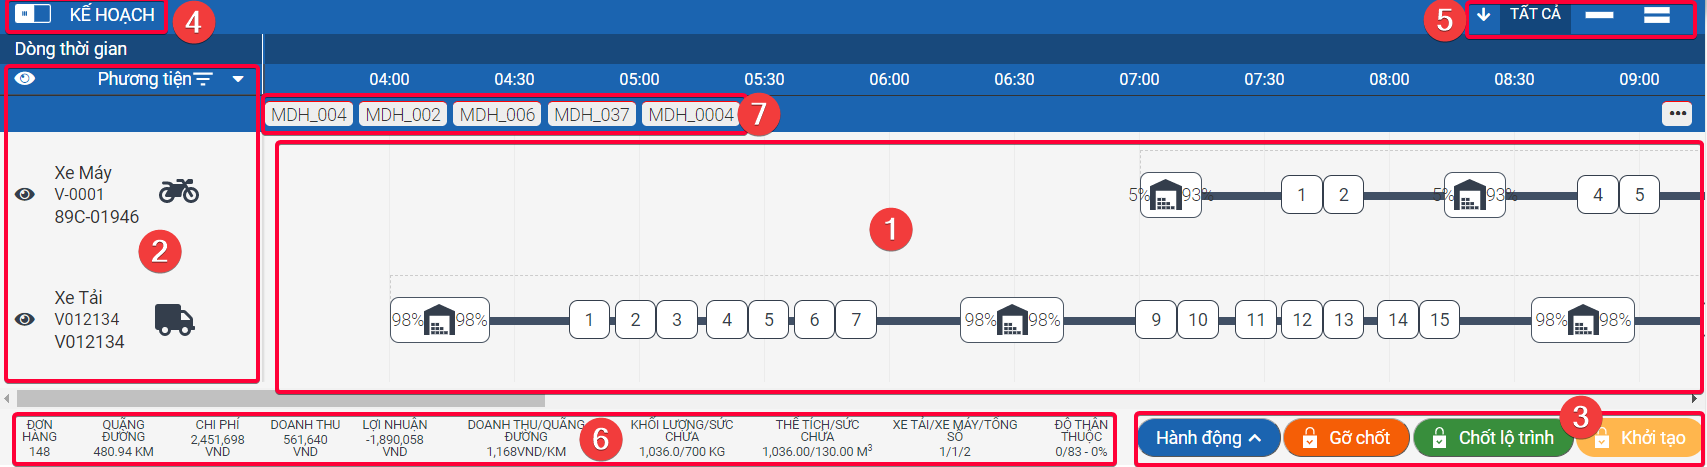 KẾ HOẠCH
4
5
TẤT CẢ
Dòng thời gian
Phương tiện
04:00 04:30 05:00 05:30 06:00 06:30 07:00 07:30 08:00 08:30 09:00
MDH_004 MDH_002 MDH_006 MDH_037 MDH_0004
7
Xe Máy
V-0001
89C-01946
5% 93% 1 2 5% 93% 4 5
2
1
Xe Tải
V012134
V012134
98% 98% 1 2 3 4 5 6 7 98% 98% 9 10 11 12 13 14 15 98% 98%
ĐƠN HÀNG
148
QUÃNG ĐƯỜNG
480.94 KM
CHI PHÍ
2,451,698
VND
DOANH THU
561,640
VND
LỢI NHUẬN
-1,890,058
VND
DOANH THU/QUÃNG
ĐƯỜNG
1,168VND/KM
6
KHỐI LƯỢNG/SỨC
CHỨA
1,036.0/700 KG
THỂ TÍCH/SỨC
CHỨA
1,036.00/130.00 M³
XE TẢI/XE MÁY/TỔNG
SỐ
1/1/2
ĐỘ THÂN
THUỘC
0/83 - 0%
3
Hành động
Gỡ chốt
Chốt lộ trình
Khởi tạo